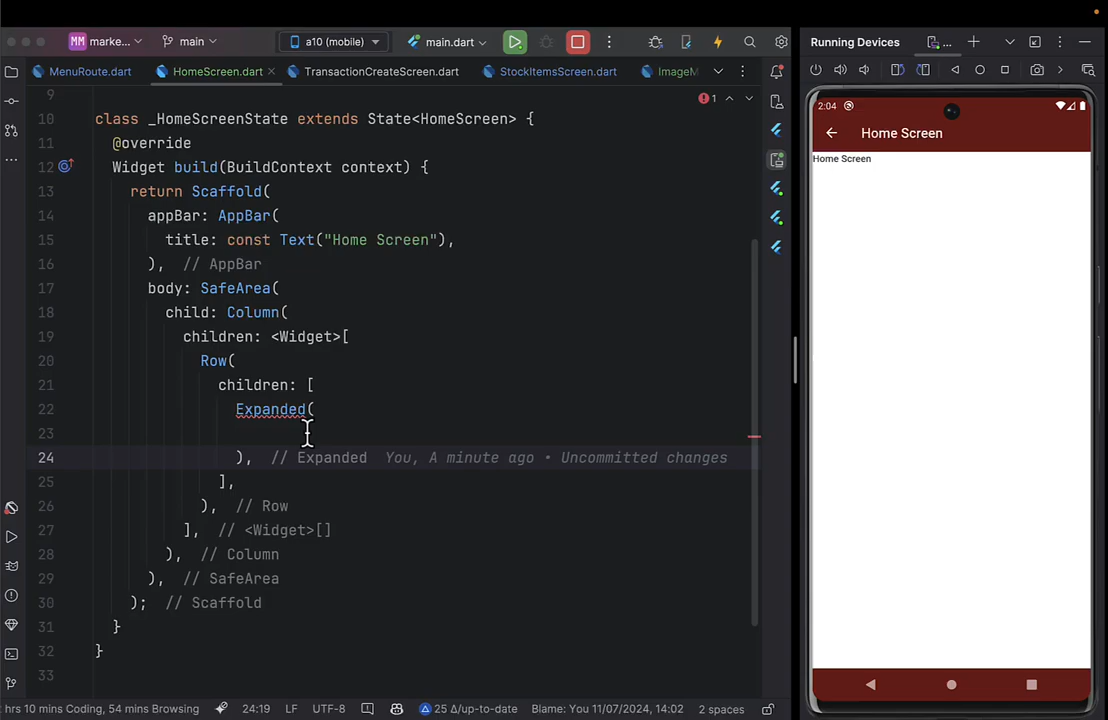 MM marke... main a10 (mobile) main.dart Running Devices
MenuRoute.dart HomeScreen.dart TransactionCreateScreen.dart StockItemsScreen.dart ImageM
1
9
10 class _HomeScreenState extends State<HomeScreen> {
11 @override
12 Widget build(BuildContext context) {
13 return Scaffold(
14 appBar: AppBar(
15 title: const Text("Home Screen"),
16 ), // AppBar
17 body: SafeArea(
18 child: Column(
19 children: <Widget>[
20 Row(
21 children: [
22 Expanded(
23
24 ), // Expanded You, A minute ago • Uncommitted changes
25 ],
26 ), // Row
27 ], // <Widget>[]
28 ), // Column
29 ), // SafeArea
30 ); // Scaffold
31 }
32 }
33
2:04
Home Screen
Home Screen
hrs 10 mins Coding, 54 mins Browsing 24:19 LF UTF-8 25 Δ/up-to-date Blame: You 11/07/2024, 14:02 2 spaces